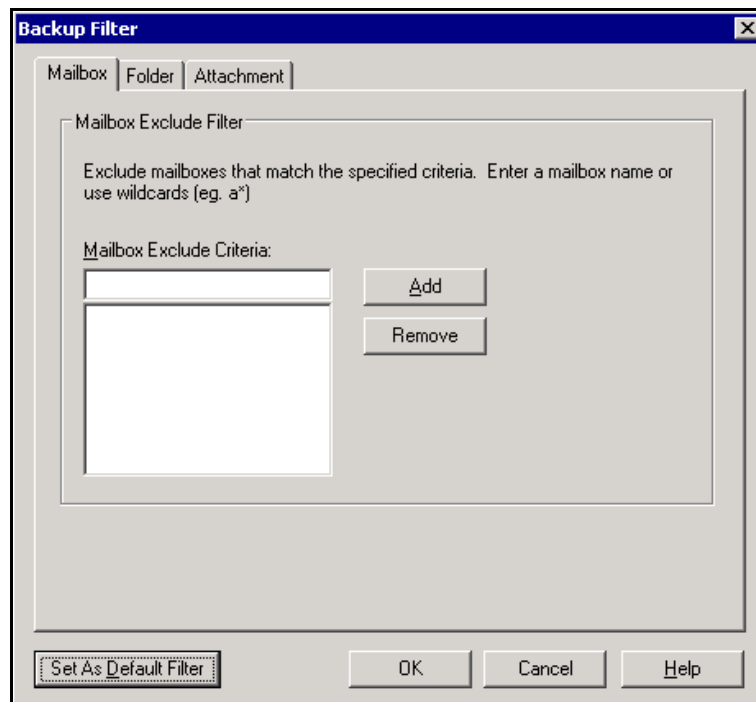 Backup Filter
Mailbox Folder Attachment
Mailbox Exclude Filter
Exclude mailboxes that match the specified criteria. Enter a mailbox name or
use wildcards (eg. a*)
Mailbox Exclude Criteria:
Add
Remove
Set As Default Filter OK Cancel Help